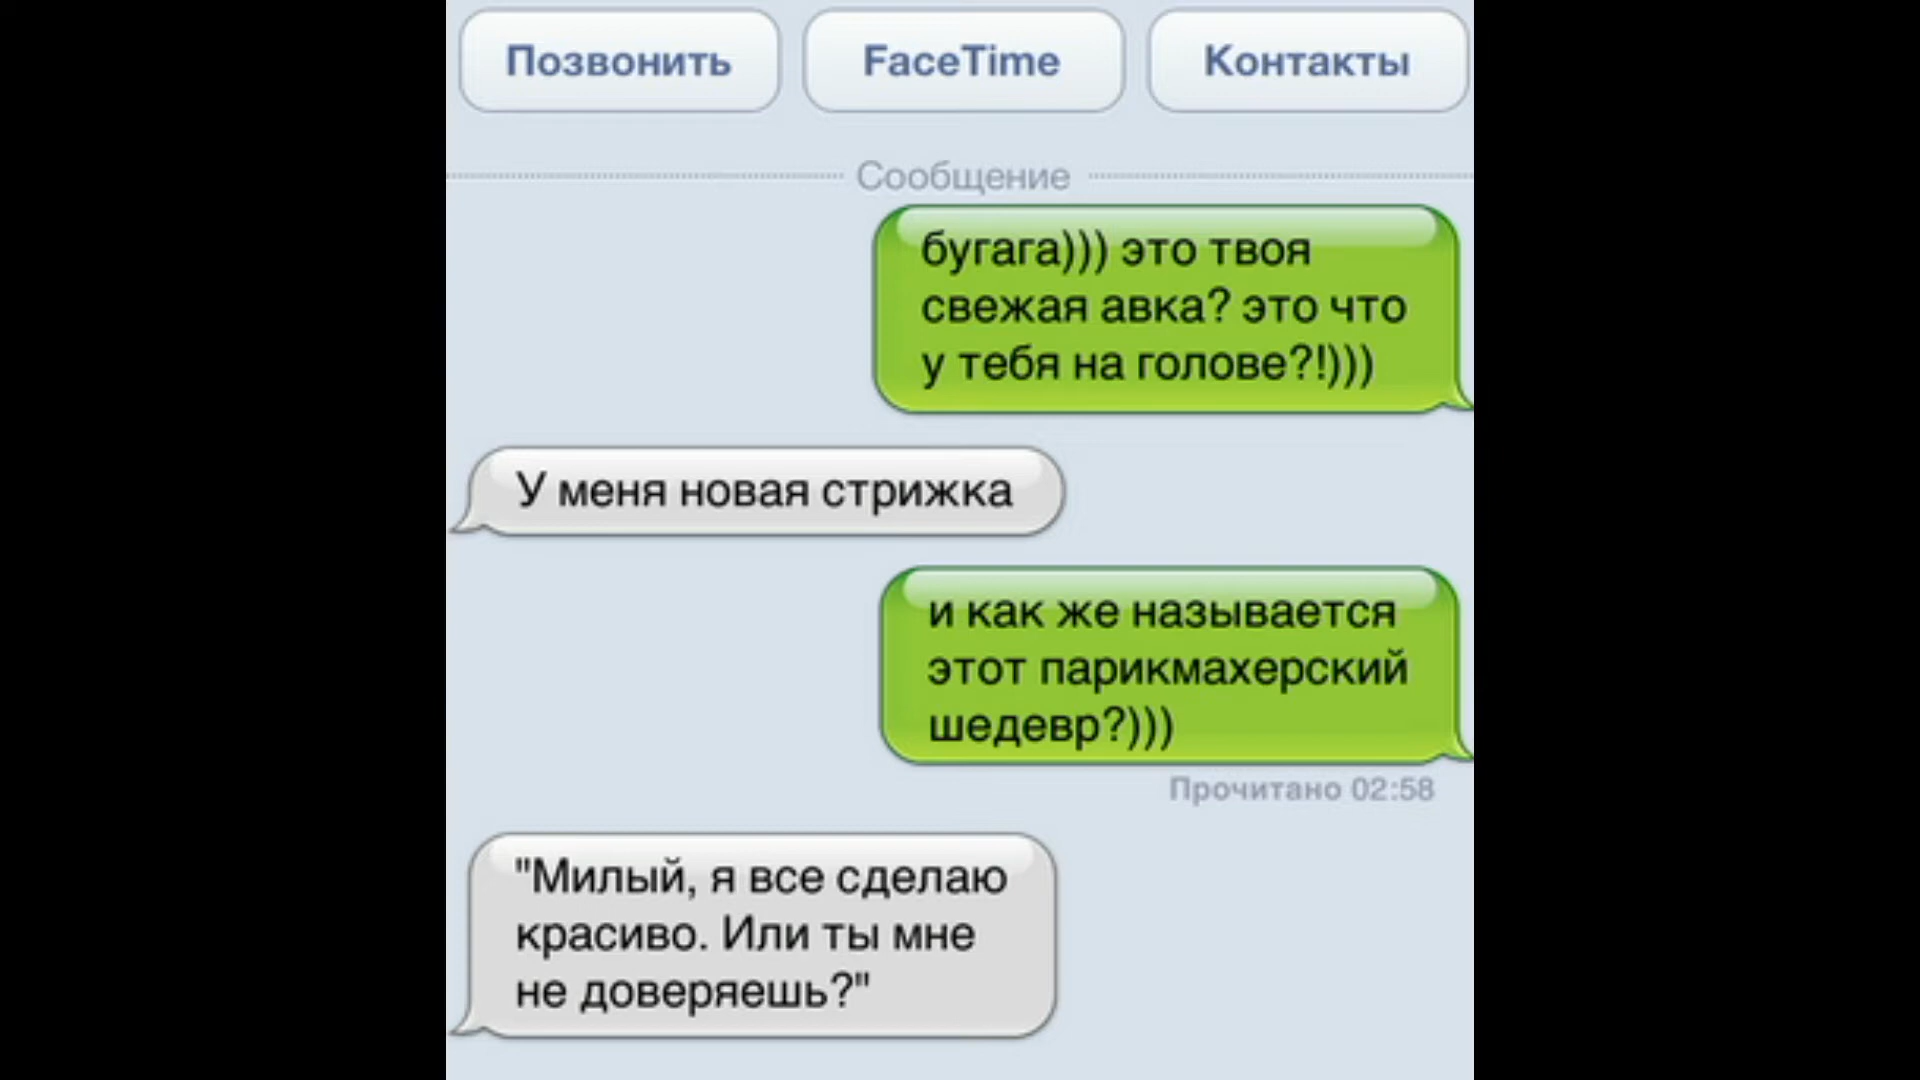 Позвонить FaceTime Контакты
Сообщение
бугага))) это твоя
свежая авка? это что
у тебя на голове?!)))
У меня новая стрижка
и как же называется
этот парикмахерский
шедевр?)))
Прочитано 02:58
"Милый, я все сделаю
красиво. Или ты мне
не доверяешь?"